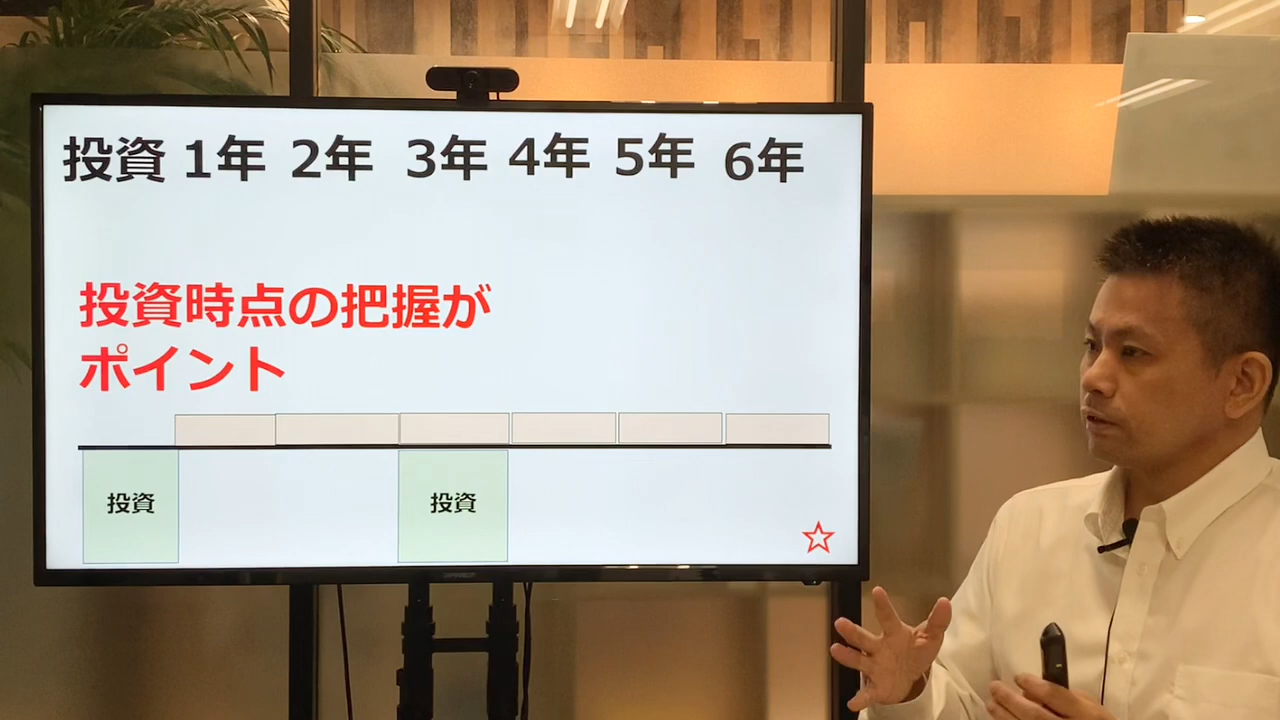 投資 1年 2年 3年 4年 5年 6年
投資時点の把握が
ポイント
投資 投資